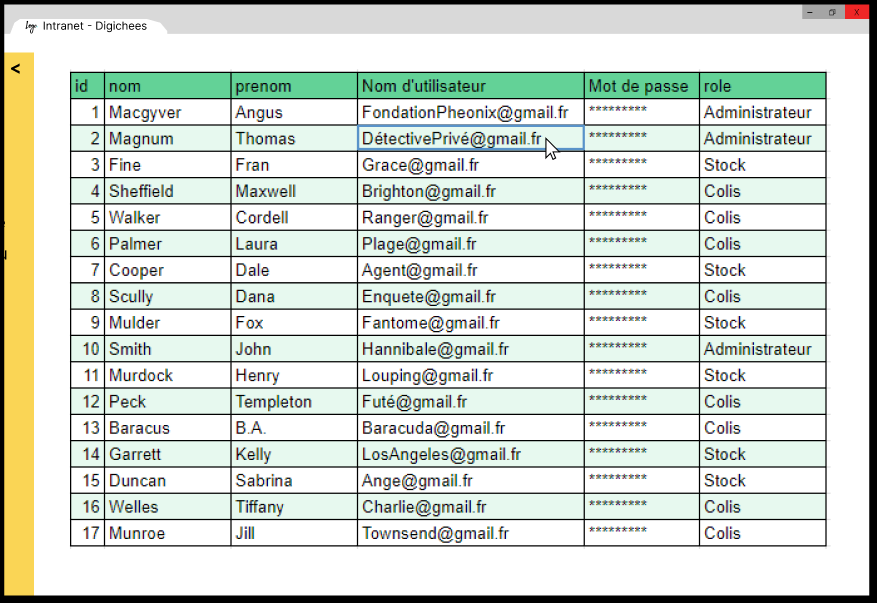 logo Intranet - Digichees
<
id nom prenom Nom d'utilisateur Mot de passe role
1 Macgyver Angus FondationPheonix@gmail.fr ********* Administrateur
2 Magnum Thomas DétectivePrivé@gmail.fr ********* Administrateur
3 Fine Fran Grace@gmail.fr ********* Stock
4 Sheffield Maxwell Brighton@gmail.fr ********* Colis
5 Walker Cordell Ranger@gmail.fr ********* Colis
6 Palmer Laura Plage@gmail.fr ********* Colis
7 Cooper Dale Agent@gmail.fr ********* Stock
8 Scully Dana Enquete@gmail.fr ********* Colis
9 Mulder Fox Fantome@gmail.fr ********* Stock
10 Smith John Hannibale@gmail.fr ********* Administrateur
11 Murdock Henry Louping@gmail.fr ********* Stock
12 Peck Templeton Futé@gmail.fr ********* Colis
13 Baracus B.A. Baracuda@gmail.fr ********* Colis
14 Garrett Kelly LosAngeles@gmail.fr ********* Stock
15 Duncan Sabrina Ange@gmail.fr ********* Stock
16 Welles Tiffany Charlie@gmail.fr ********* Colis
17 Munroe Jill Townsend@gmail.fr ********* Colis